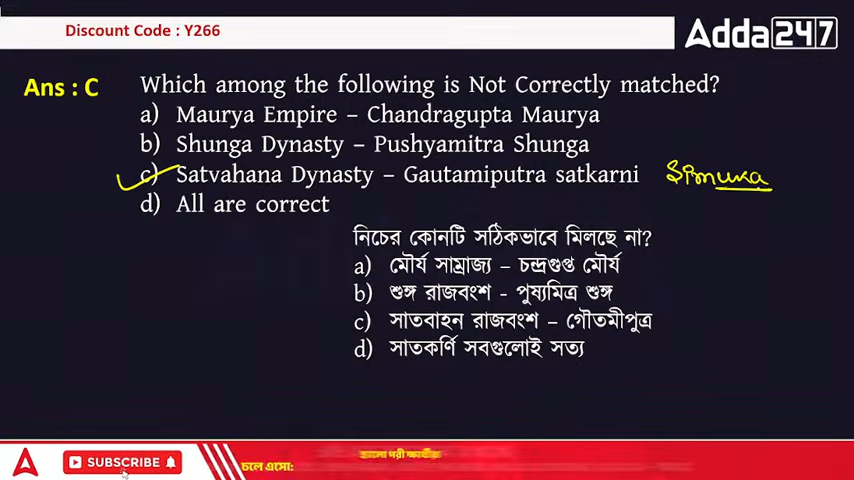 Discount Code : Y266
Adda247
Ans : C
Which among the following is Not Correctly matched?
a) Maurya Empire – Chandragupta Maurya
b) Shunga Dynasty – Pushyamitra Shunga
c) Satvahana Dynasty – Gautamiputra satkarni
Simuka
d) All are correct
নিচের কোনটি সঠিকভাবে মিলছে না?
a) মৌর্য সাম্রাজ্য – চন্দ্রগুপ্ত মৌর্য
b) শুঙ্গ রাজবংশ - পুষ্যমিত্র শুঙ্গ
c) সাতবাহন রাজবংশ – গৌতমীপুত্র
d) সাতকর্ণি সবগুলোই সত্য
SUBSCRIBE
চলে এসো: